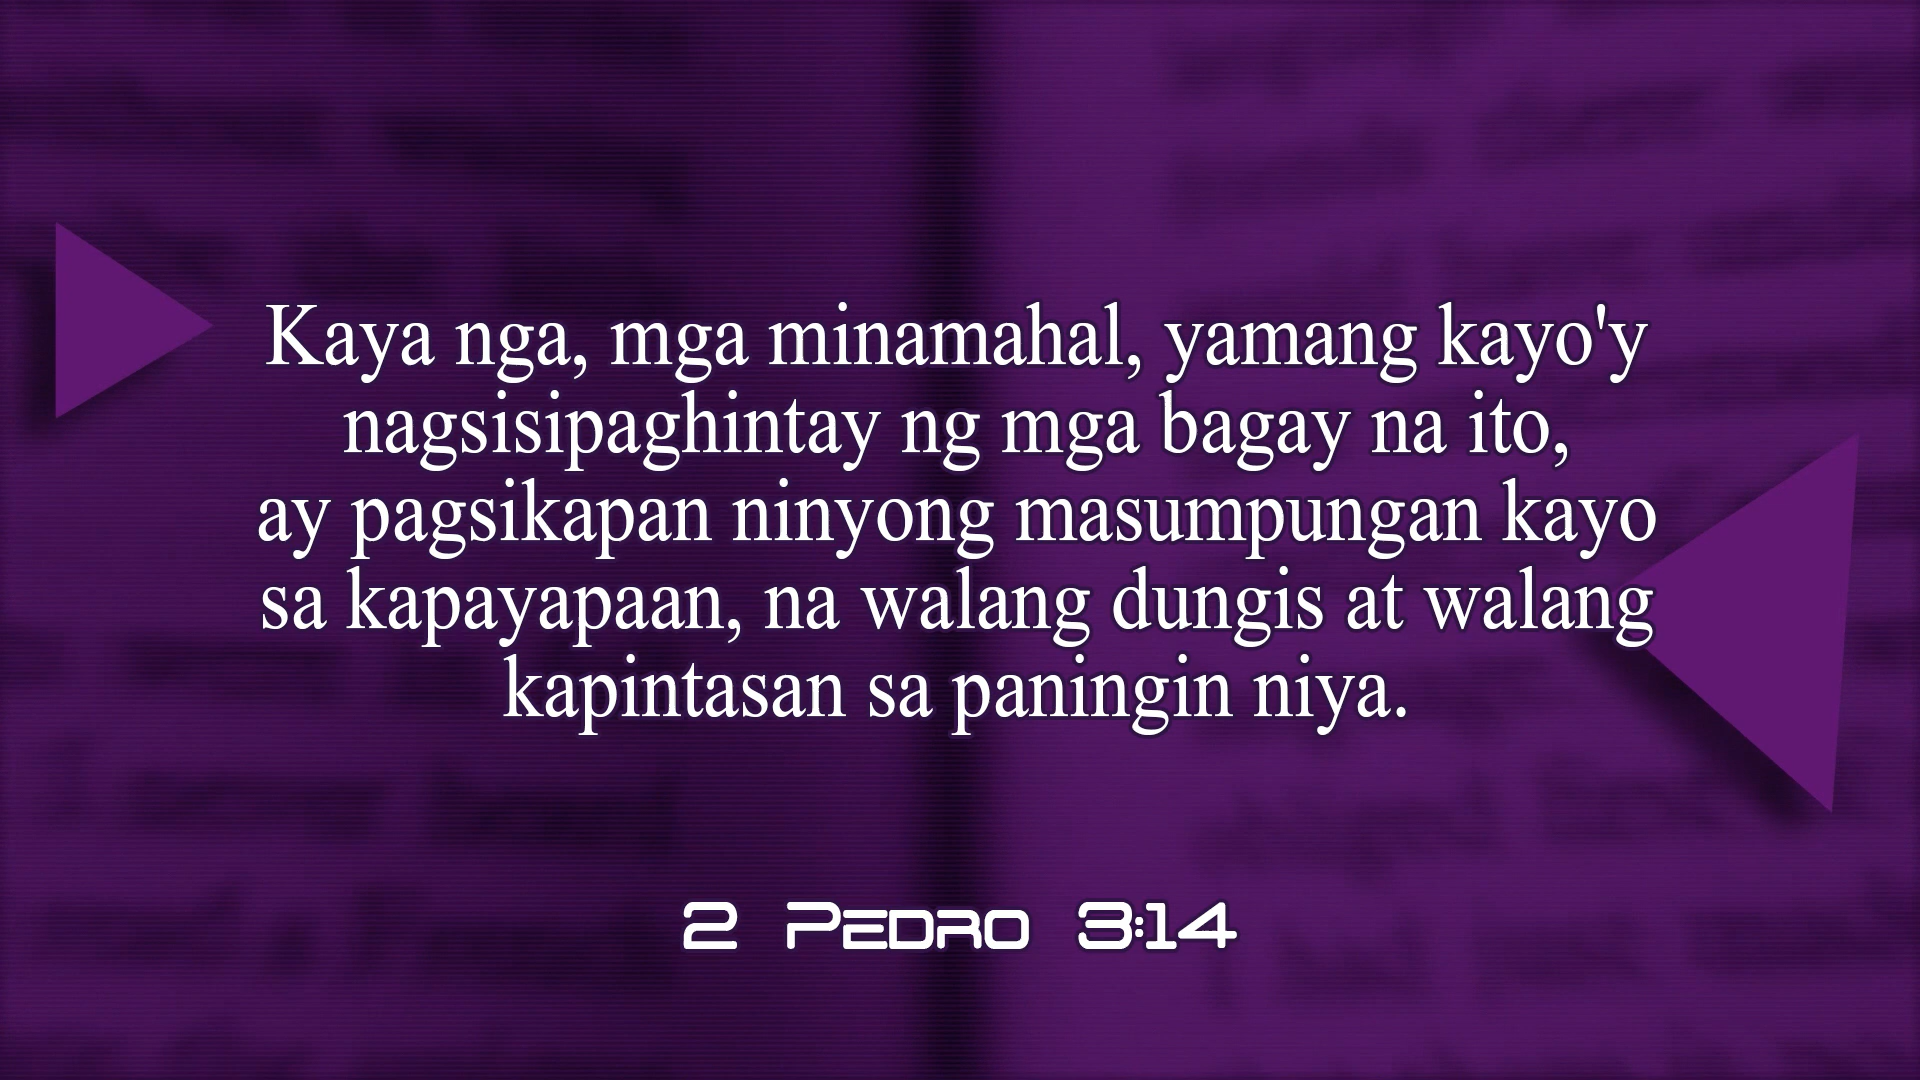 Kaya nga, mga minamahal, yamang kayo'y
nagsisipaghintay ng mga bagay na ito,
ay pagsikapan ninyong masumpungan kayo
sa kapayapaan, na walang dungis at walang
kapintasan sa paningin niya.
2 Pedro 3:14